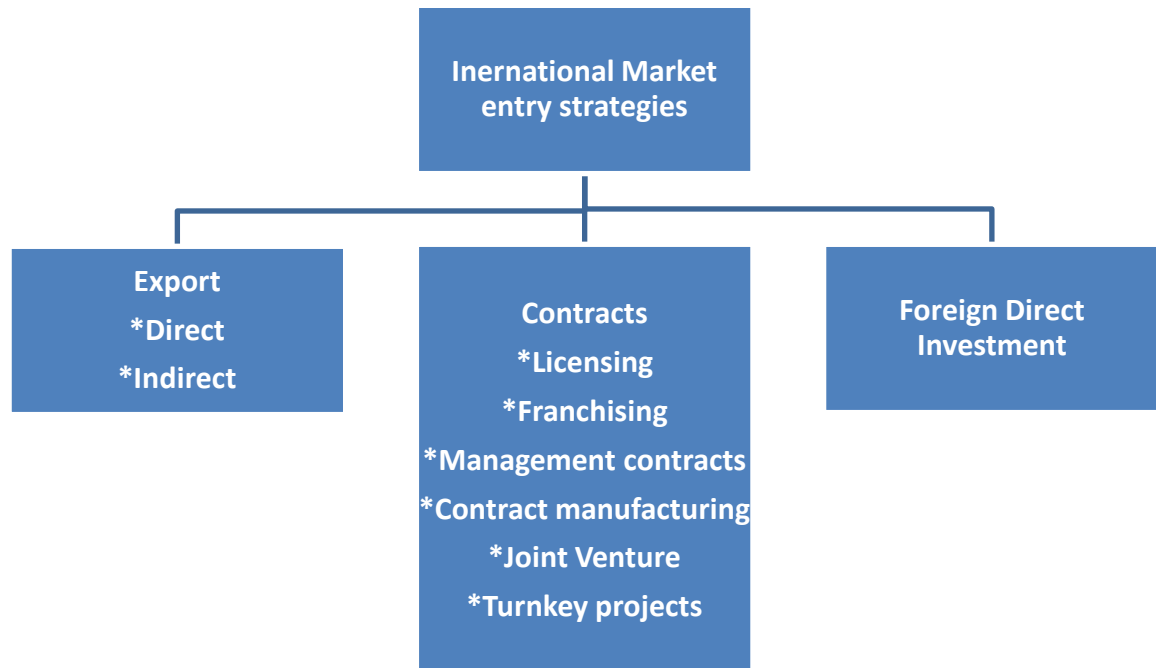 Inernational Market
entry strategies
Export
*Direct
*Indirect
Contracts
*Licensing
*Franchising
*Management contracts
*Contract manufacturing
*Joint Venture
*Turnkey projects
Foreign Direct
Investment